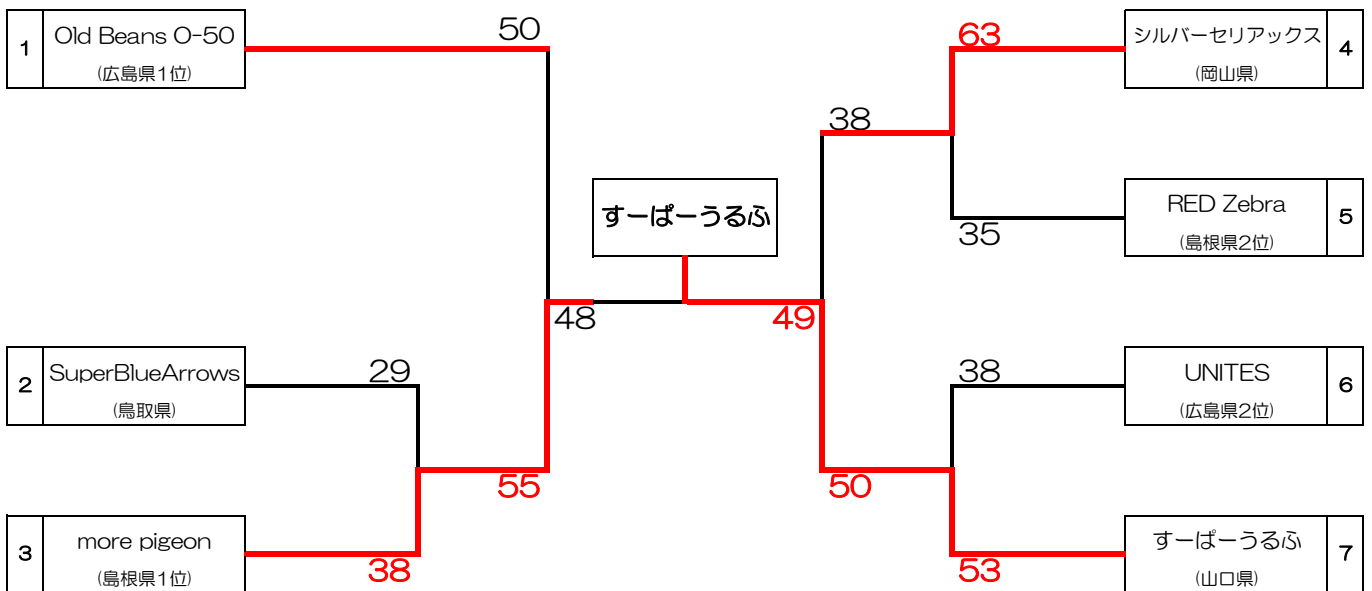 1
Old Beans O-50
(広島県1位)
50
63
シルバーセリアックス
(岡山県)
4
38
すーぱーうるふ
RED Zebra
(島根県2位)
5
35
48
49
2
SuperBlueArrows
(鳥取県)
29
38
UNITES
(広島県2位)
6
55
50
3
more pigeon
(島根県1位)
38
53
すーぱーうるふ
(山口県)
7